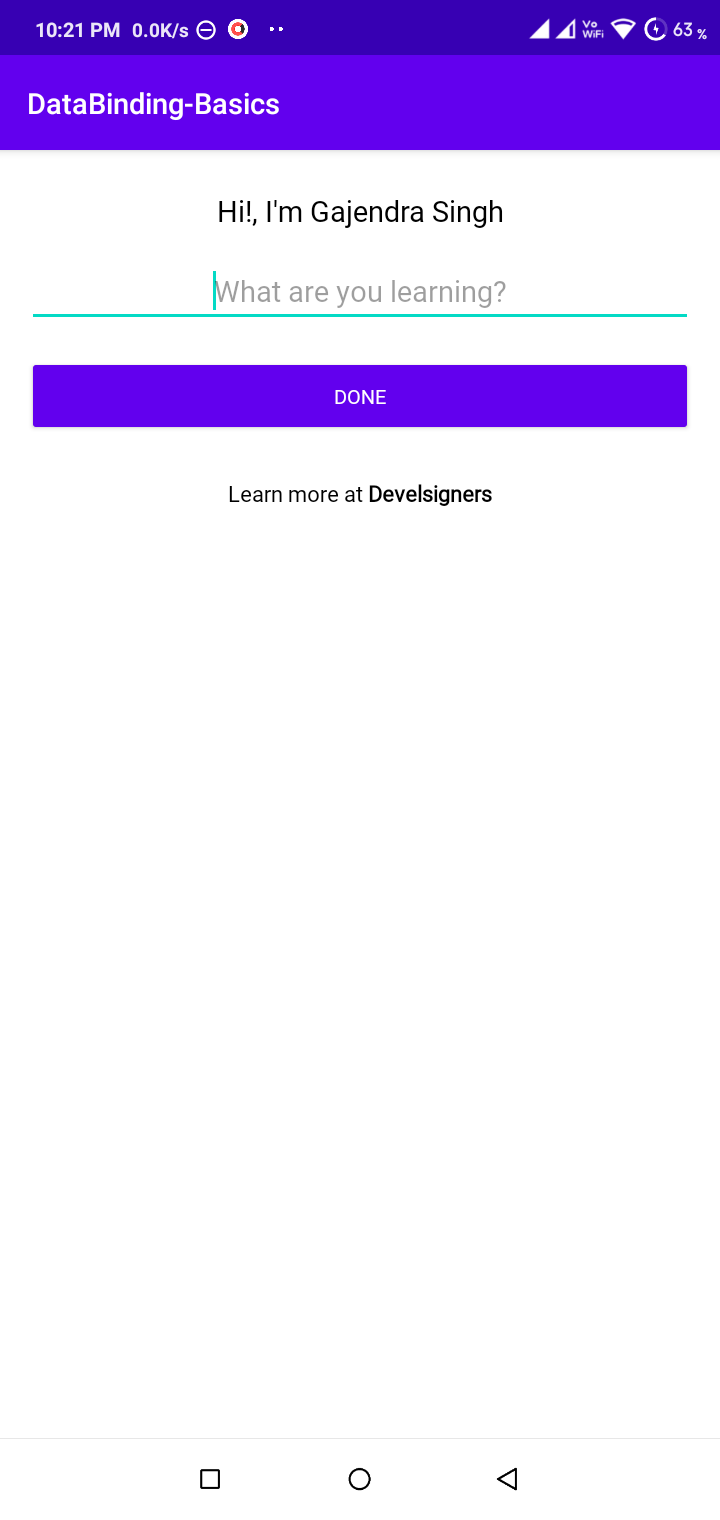 10:21 PM 0.0K/s Vo WiFi 63 %
DataBinding-Basics
Hi!, I'm Gajendra Singh
What are you learning?
DONE
Learn more at Develsigners